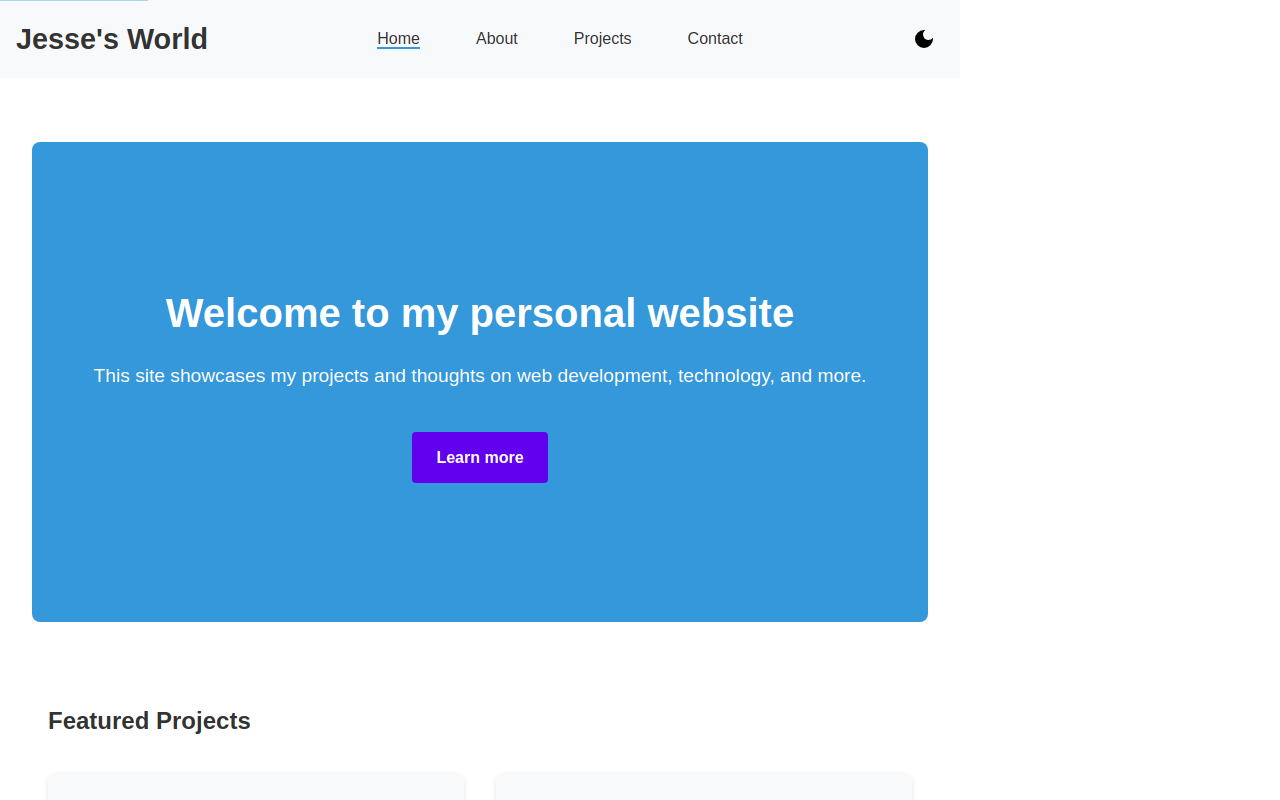 Jesse's World
Home
About
Projects
Contact
Welcome to my personal website
This site showcases my projects and thoughts on web development, technology, and more.
Learn more
Featured Projects